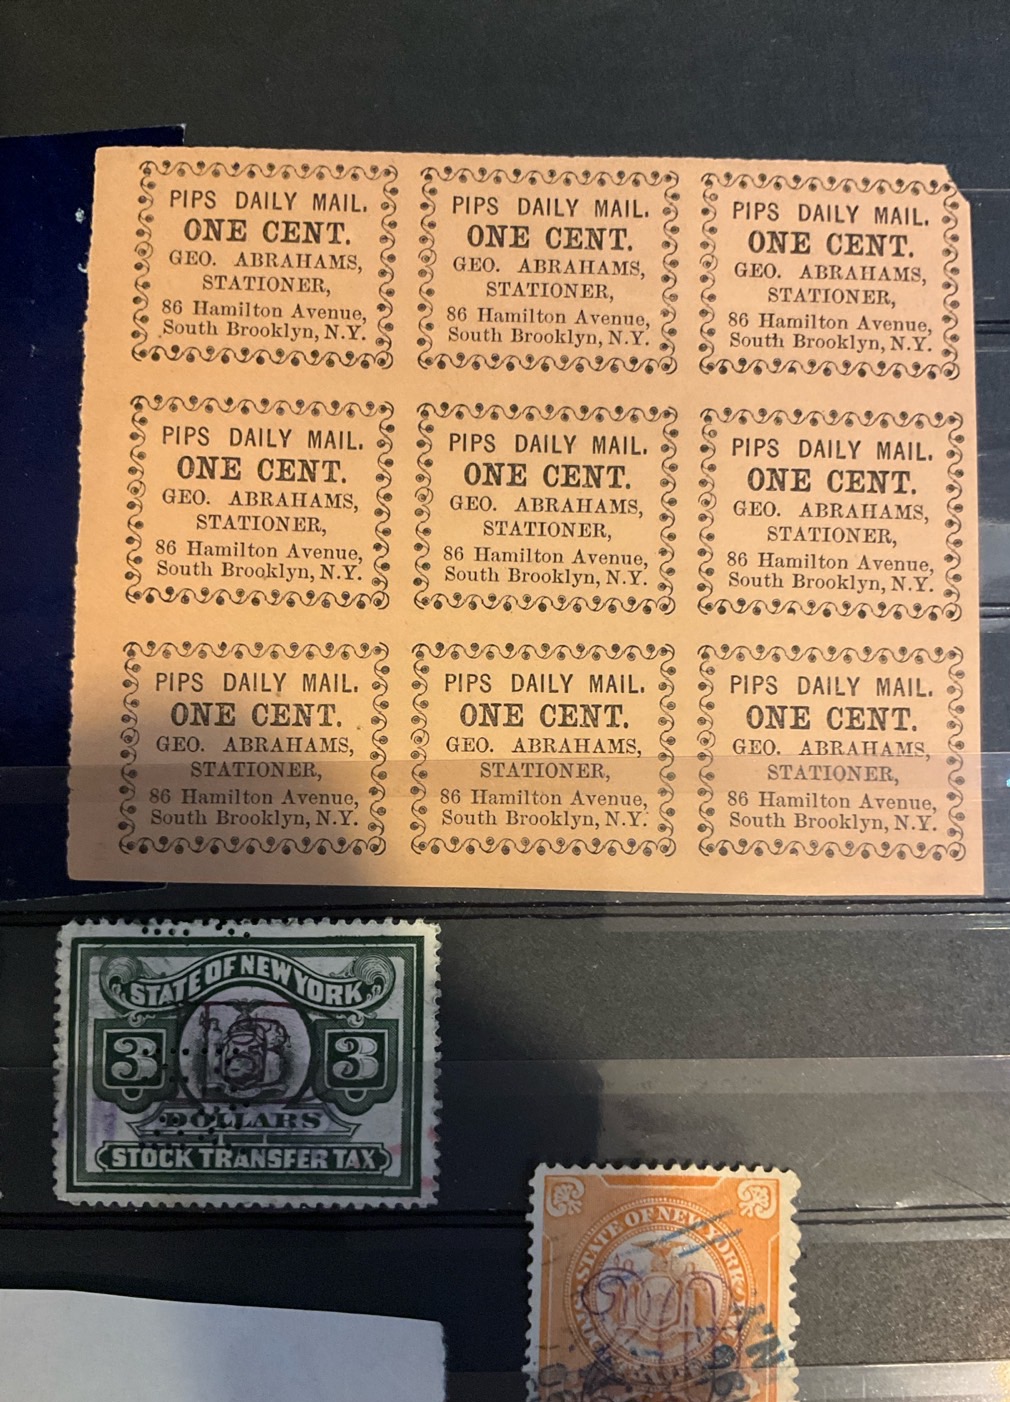 PIPS DAILY MAIL.
ONE CENT.
GEO. ABRAHAMS,
STATIONER,
86 Hamilton Avenue,
South Brooklyn, N.Y.
PIPS DAILY MAIL.
ONE CENT.
GEO. ABRAHAMS,
STATIONER,
86 Hamilton Avenue,
South Brooklyn, N.Y.
PIPS DAILY MAIL.
ONE CENT.
GEO. ABRAHAMS,
STATIONER,
86 Hamilton Avenue,
South Brooklyn, N.Y.
PIPS DAILY MAIL.
ONE CENT.
GEO. ABRAHAMS,
STATIONER,
86 Hamilton Avenue,
South Brooklyn, N.Y.
PIPS DAILY MAIL.
ONE CENT.
GEO. ABRAHAMS,
STATIONER,
86 Hamilton Avenue,
South Brooklyn, N.Y.
PIPS DAILY MAIL.
ONE CENT.
GEO. ABRAHAMS,
STATIONER,
86 Hamilton Avenue,
South Brooklyn, N.Y.
PIPS DAILY MAIL.
ONE CENT.
GEO. ABRAHAMS,
STATIONER,
86 Hamilton Avenue,
South Brooklyn, N.Y.
PIPS DAILY MAIL.
ONE CENT.
GEO. ABRAHAMS,
STATIONER,
86 Hamilton Avenue,
South Brooklyn, N.Y.
PIPS DAILY MAIL.
ONE CENT.
GEO. ABRAHAMS,
STATIONER,
86 Hamilton Avenue,
South Brooklyn, N.Y.
STATE OF NEW YORK
3 3
DOLLARS
STOCK TRANSFER TAX
STATE OF NEW YORK